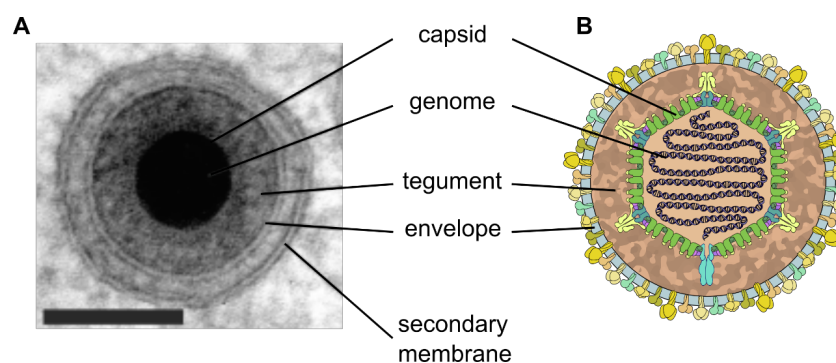 A
B
capsid
genome
tegument
envelope
secondary
membrane